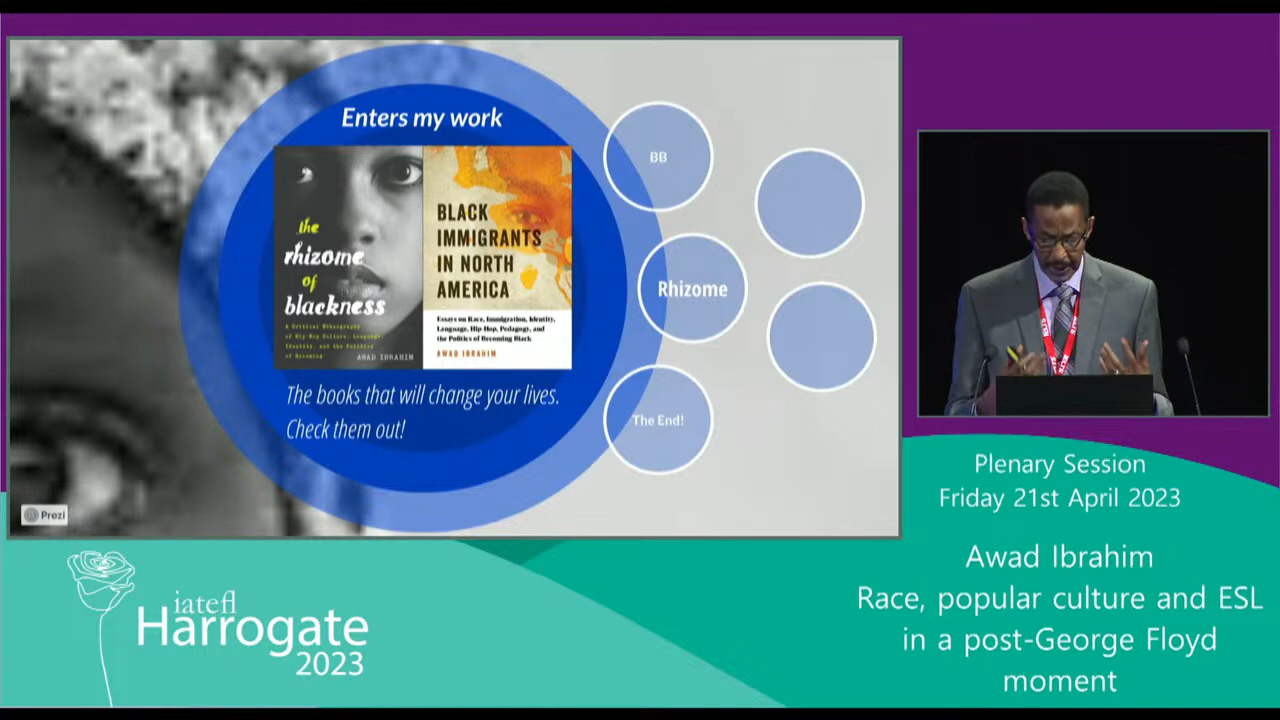 Enters my work
the
rhizome
of
blackness
A Critical Ethnography
of Hip-Hop Culture, Language,
Identity, and the Politics
of Becoming
AWAD IBRAHIM
BLACK
IMMIGRANTS
IN NORTH
AMERICA
Essays on Race, Immigration, Identity,
Language, Hip-Hop, Pedagogy, and
the Politics of Becoming Black
AWAD IBRAHIM
The books that will change your lives.
Check them out!
BB
Rhizome
The End!
Prezi
iatefl
Harrogate
2023
Plenary Session
Friday 21st April 2023
Awad Ibrahim
Race, popular culture and ESL
in a post-George Floyd
moment